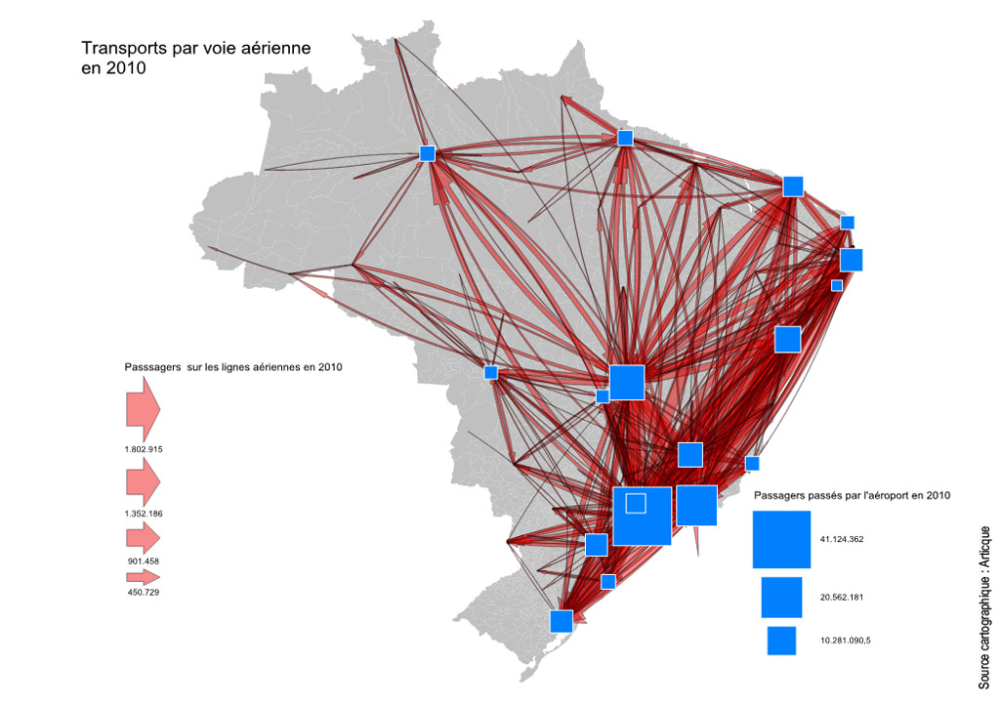 Transports par voie aérienne
en 2010
Passsagers sur les lignes aériennes en 2010
1.802.915
1.352.186
901.458
450.729
Passagers passés par l'aéroport en 2010
41.124.362
20.562.181
10.281.090,5
Source cartographique : Articque